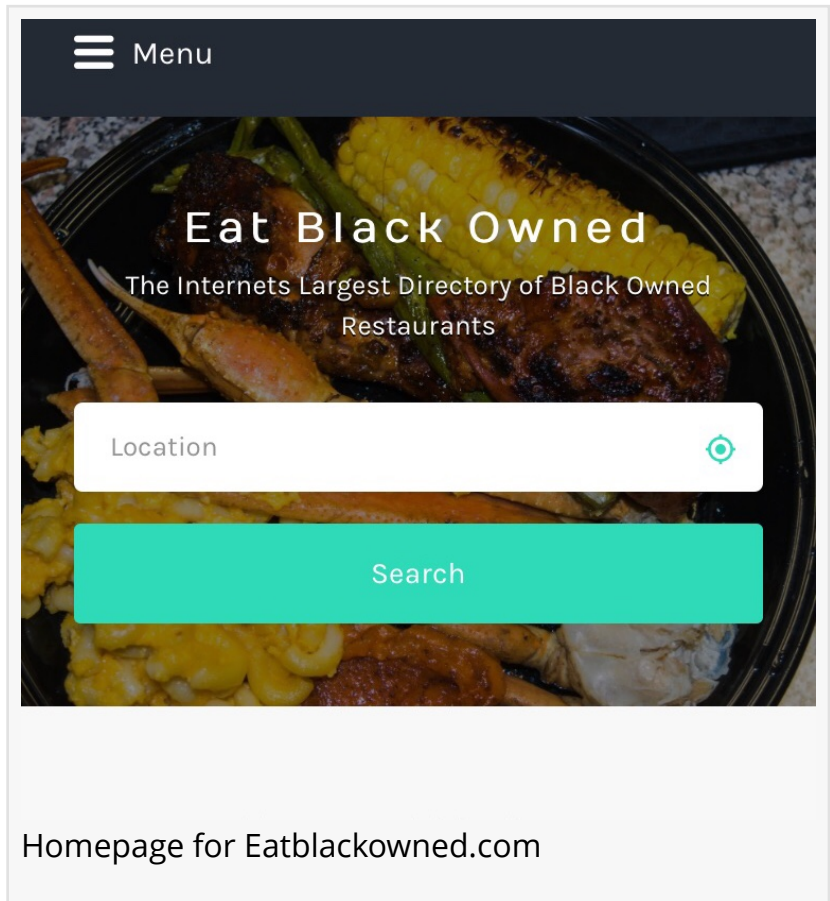 Menu
Eat Black Owned
The Internets Largest Directory of Black Owned
Restaurants
Location
Search
Homepage for Eatblackowned.com